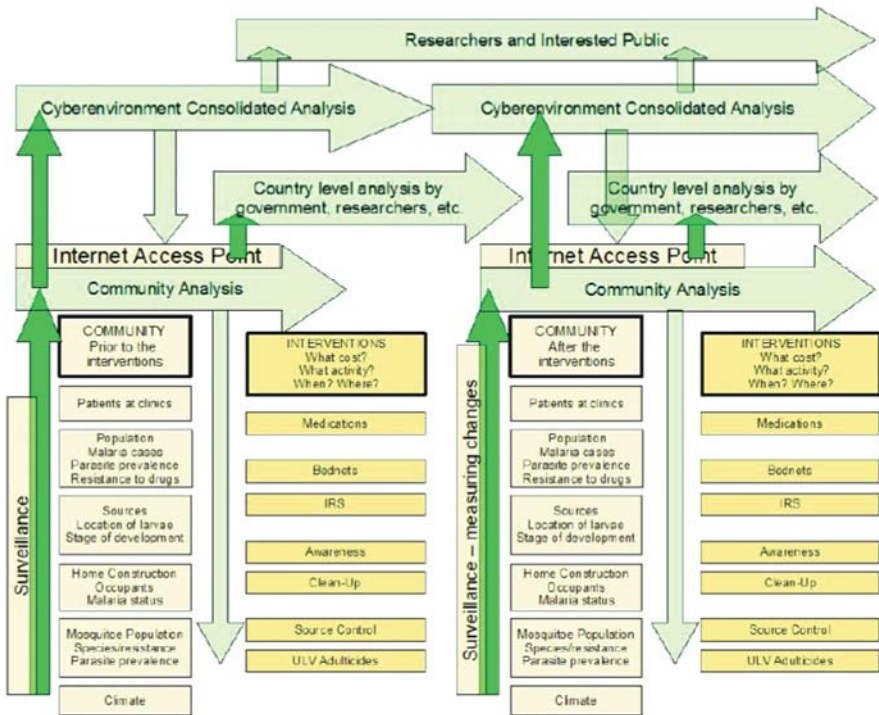 Researchers and Interested Public
Cyberenvironment Consolidated Analysis
Cyberenvironment Consolidated Analysis
Country level analysis by
government, researchers, etc.
Country level analysis by
government, researchers, etc.
Internet Access Point
Internet Access Point
Community Analysis
Community Analysis
Surveillance
COMMUNITY
Prior to the
interventions
Patients at clinics
Population
Malaria cases
Parasite prevalence
Resistance to drugs
Sources
Location of larvae
Stage of development
Home Construction
Occupants
Malaria status
Mosquitoe Population
Species/resistance
Parasite prevalence
Climate
INTERVENTIONS
What cost?
What activity?
When? Where?
Medications
Bednets
IRS
Awareness
Clean-Up
Source Control
ULV Adulticides
Surveillance – measuring changes
COMMUNITY
After the
interventions
Patients at clinics
Population
Malaria cases
Parasite prevalence
Resistance to drugs
Sources
Location of larvae
Stage of development
Home Construction
Occupants
Malaria status
Mosquitoe Population
Species/resistance
Parasite prevalence
Climate
INTERVENTIONS
What cost?
What activity?
When? Where?
Medications
Bednets
IRS
Awareness
Clean-Up
Source Control
ULV Adulticides